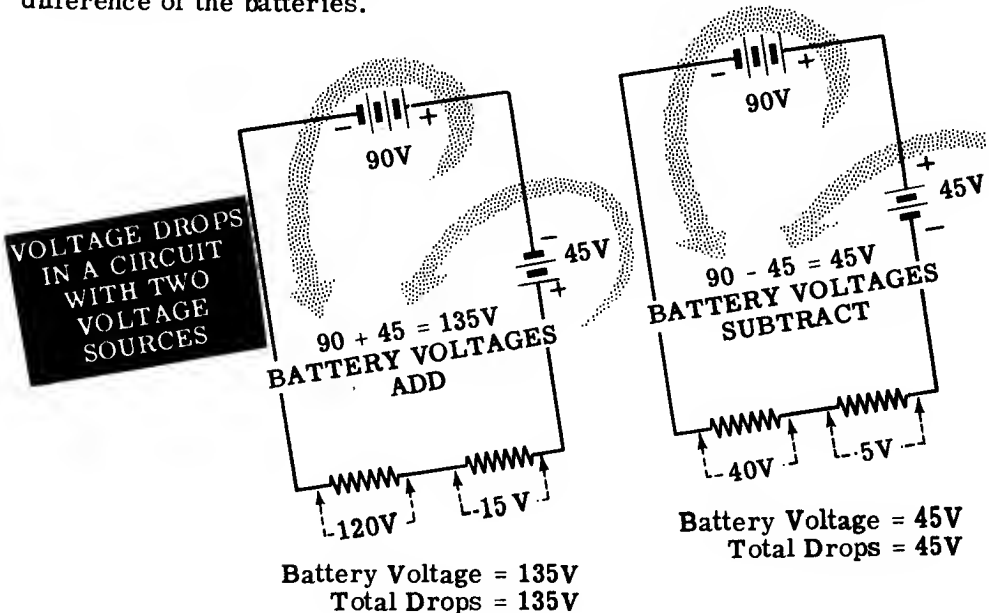 difference of the batteries.
VOLTAGE DROPS
IN A CIRCUIT
WITH TWO
VOLTAGE
SOURCES
- +
90V
-
45V
+
90 + 45 = 135V
BATTERY VOLTAGES
ADD
120V
15 V
Battery Voltage = 135V
Total Drops = 135V
- +
90V
+
45V
-
90 - 45 = 45V
BATTERY VOLTAGES
SUBTRACT
40V
5V
Battery Voltage = 45V
Total Drops = 45V